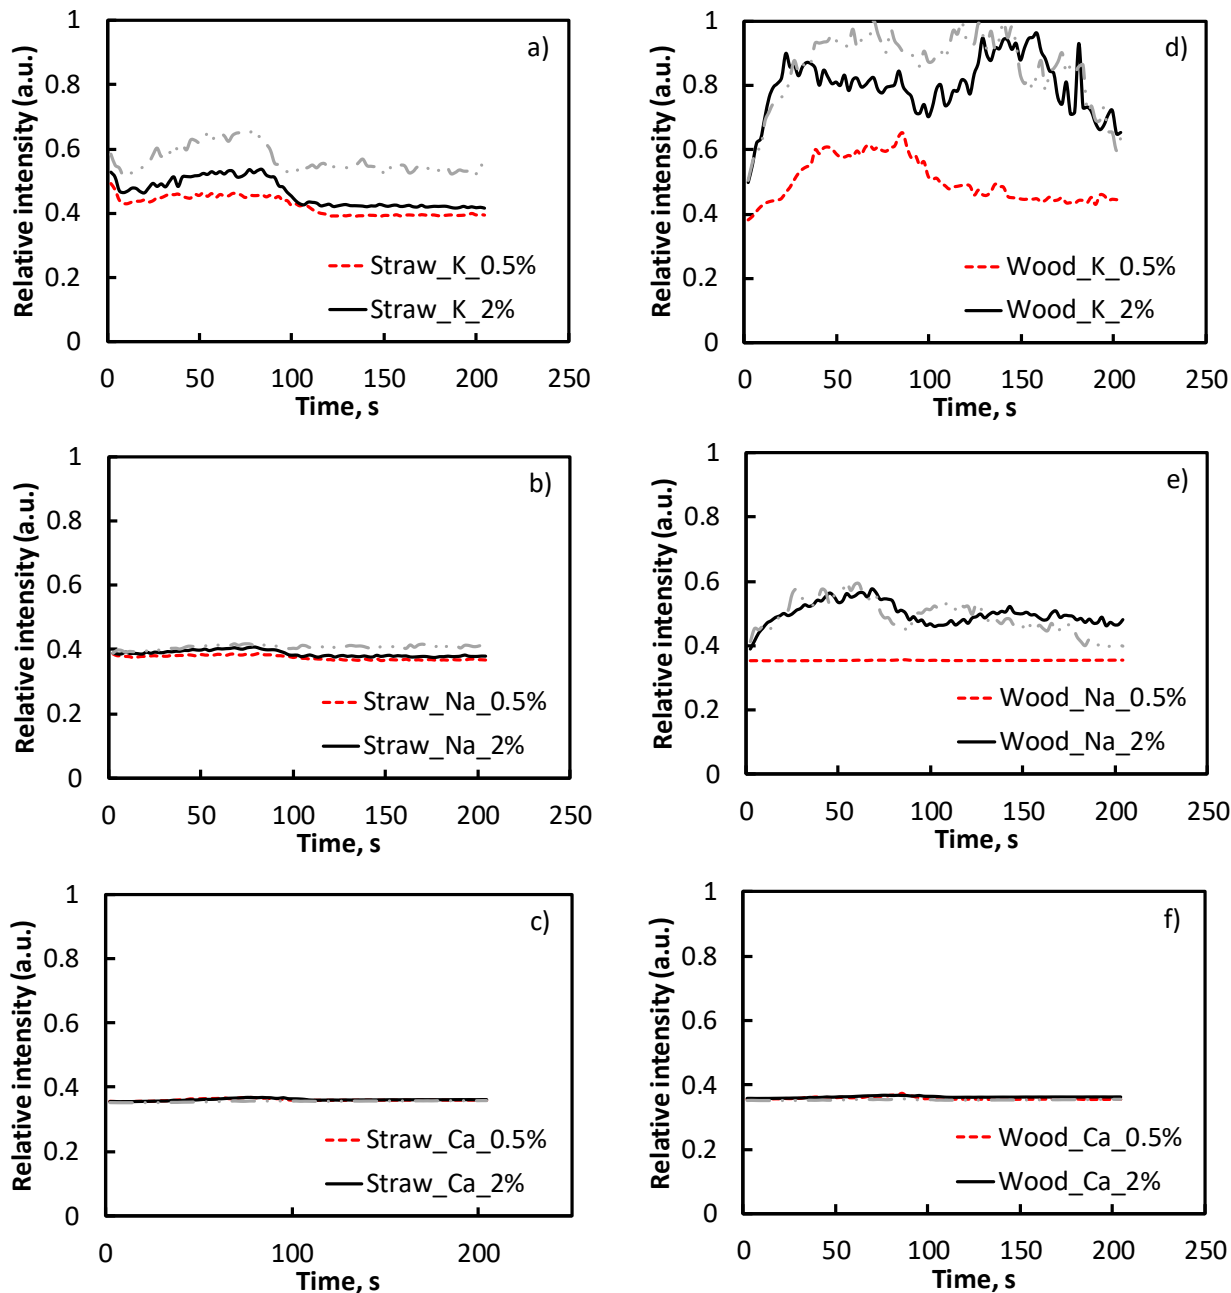 a)
Relative intensity (a.u.)
1
0.8
0.6
0.4
0.2
0
Straw_K_0.5%
Straw_K_2%
0 50 100 150 200 250
Time, s
d)
Relative intensity (a.u.)
1
0.8
0.6
0.4
0.2
0
Wood_K_0.5%
Wood_K_2%
0 50 100 150 200 250
Time, s
b)
Relative intensity (a.u.)
1
0.8
0.6
0.4
0.2
0
Straw_Na_0.5%
Straw_Na_2%
0 50 100 150 200 250
Time, s
e)
Relative intensity (a.u.)
1
0.8
0.6
0.4
0.2
0
Wood_Na_0.5%
Wood_Na_2%
0 50 100 150 200 250
Time, s
c)
Relative intensity (a.u.)
1
0.8
0.6
0.4
0.2
0
Straw_Ca_0.5%
Straw_Ca_2%
0 100 200
Time, s
f)
Relative intensity (a.u.)
1
0.8
0.6
0.4
0.2
0
Wood_Ca_0.5%
Wood_Ca_2%
0 50 100 150 200 250
Time, s